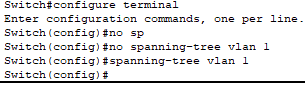 Switch#configure terminal
Enter configuration commands, one per line.
Switch(config)#no sp
Switch(config)#no spanning-tree vlan 1
Switch(config)#spanning-tree vlan 1
Switch(config)#